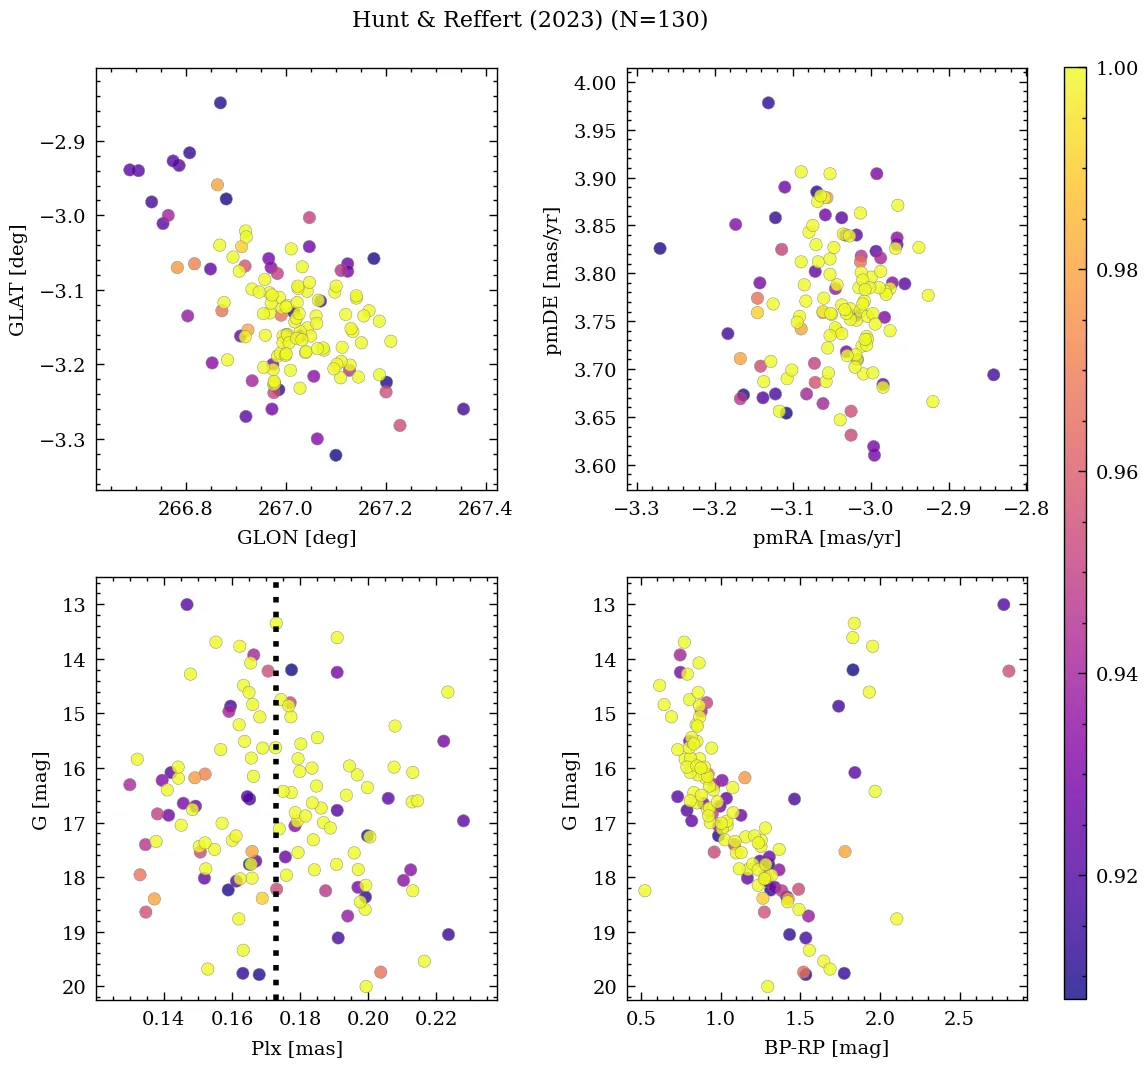 Hunt & Reffert (2023) (N=130)
−2.9
−3.0
−3.1
−3.2
−3.3
GLAT [deg]
266.8 267.0 267.2 267.4
GLON [deg]
4.00
3.95
3.90
3.85
3.80
3.75
3.70
3.65
3.60
pmDE [mas/yr]
−3.3 −3.2 −3.1 −3.0 −2.9 −2.8
pmRA [mas/yr]
1.00
0.98
0.96
0.94
0.92
13
14
15
16
17
18
19
20
G [mag]
0.14 0.16 0.18 0.20 0.22
Plx [mas]
13
14
15
16
17
18
19
20
G [mag]
0.5 1.0 1.5 2.0 2.5
BP-RP [mag]